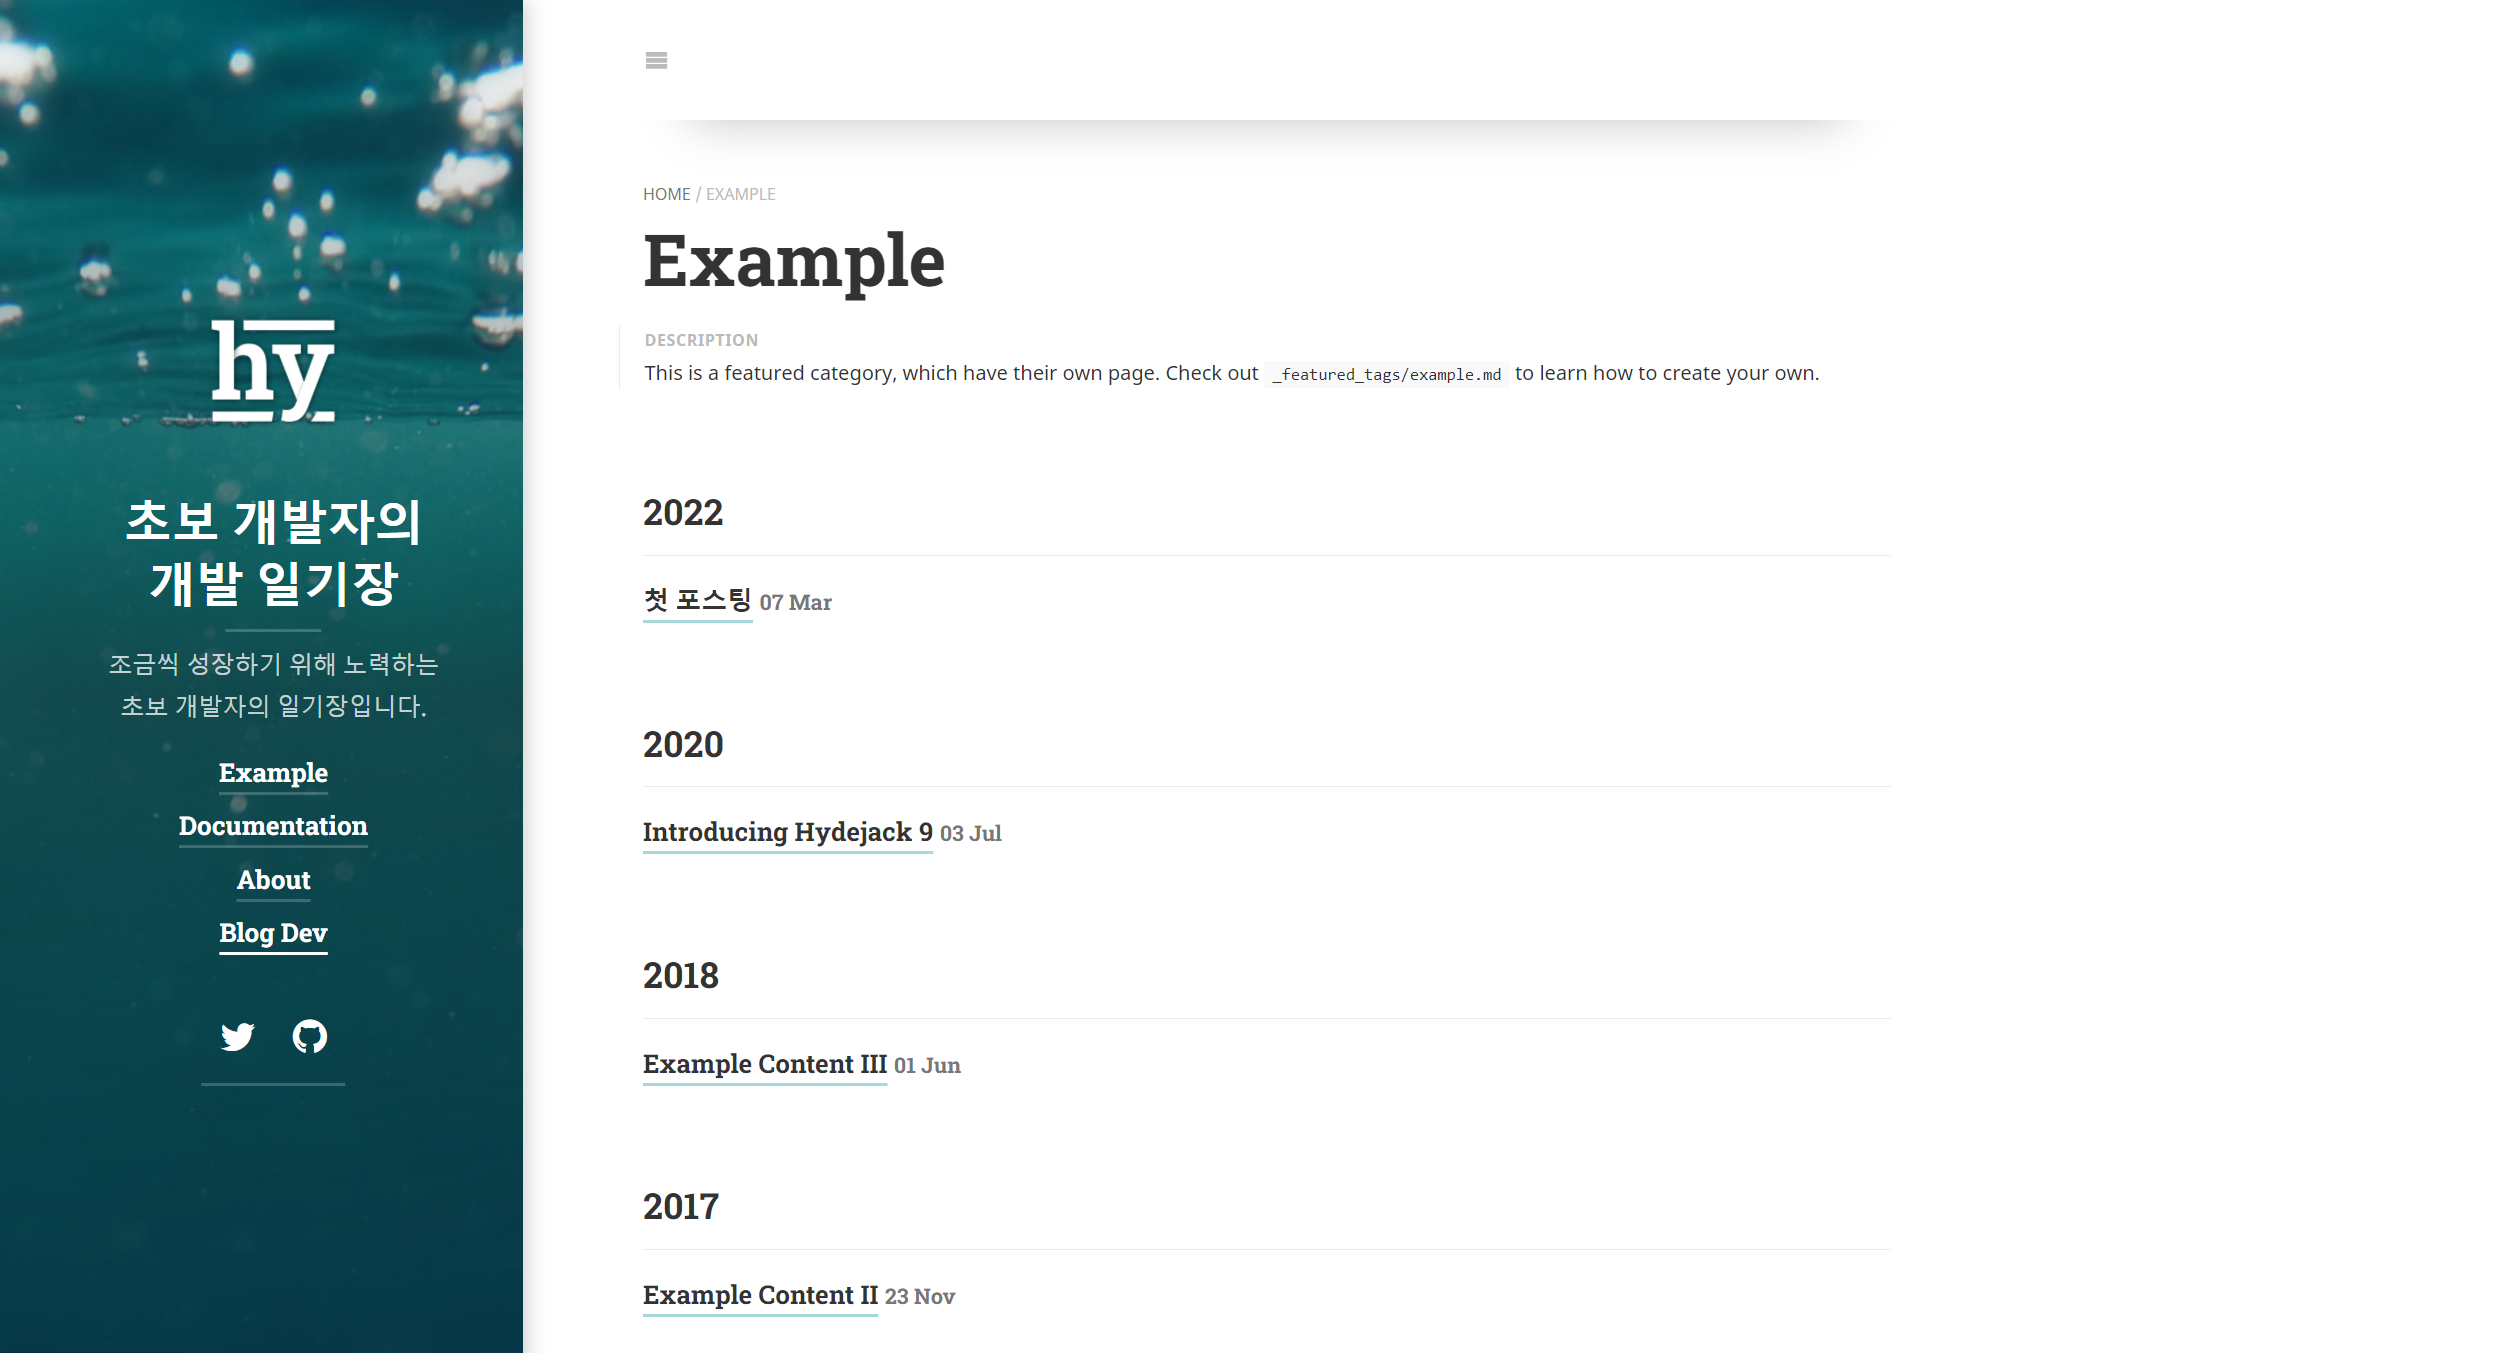 hy
초보 개발자의
개발 일기장
조금씩 성장하기 위해 노력하는
초보 개발자의 일기장입니다.
Example
Documentation
About
Blog Dev
HOME / EXAMPLE
Example
DESCRIPTION
This is a featured category, which have their own page. Check out _featured_tags/example.md to learn how to create your own.
2022
첫 포스팅 07 Mar
2020
Introducing Hydejack 9 03 Jul
2018
Example Content III 01 Jun
2017
Example Content II 23 Nov